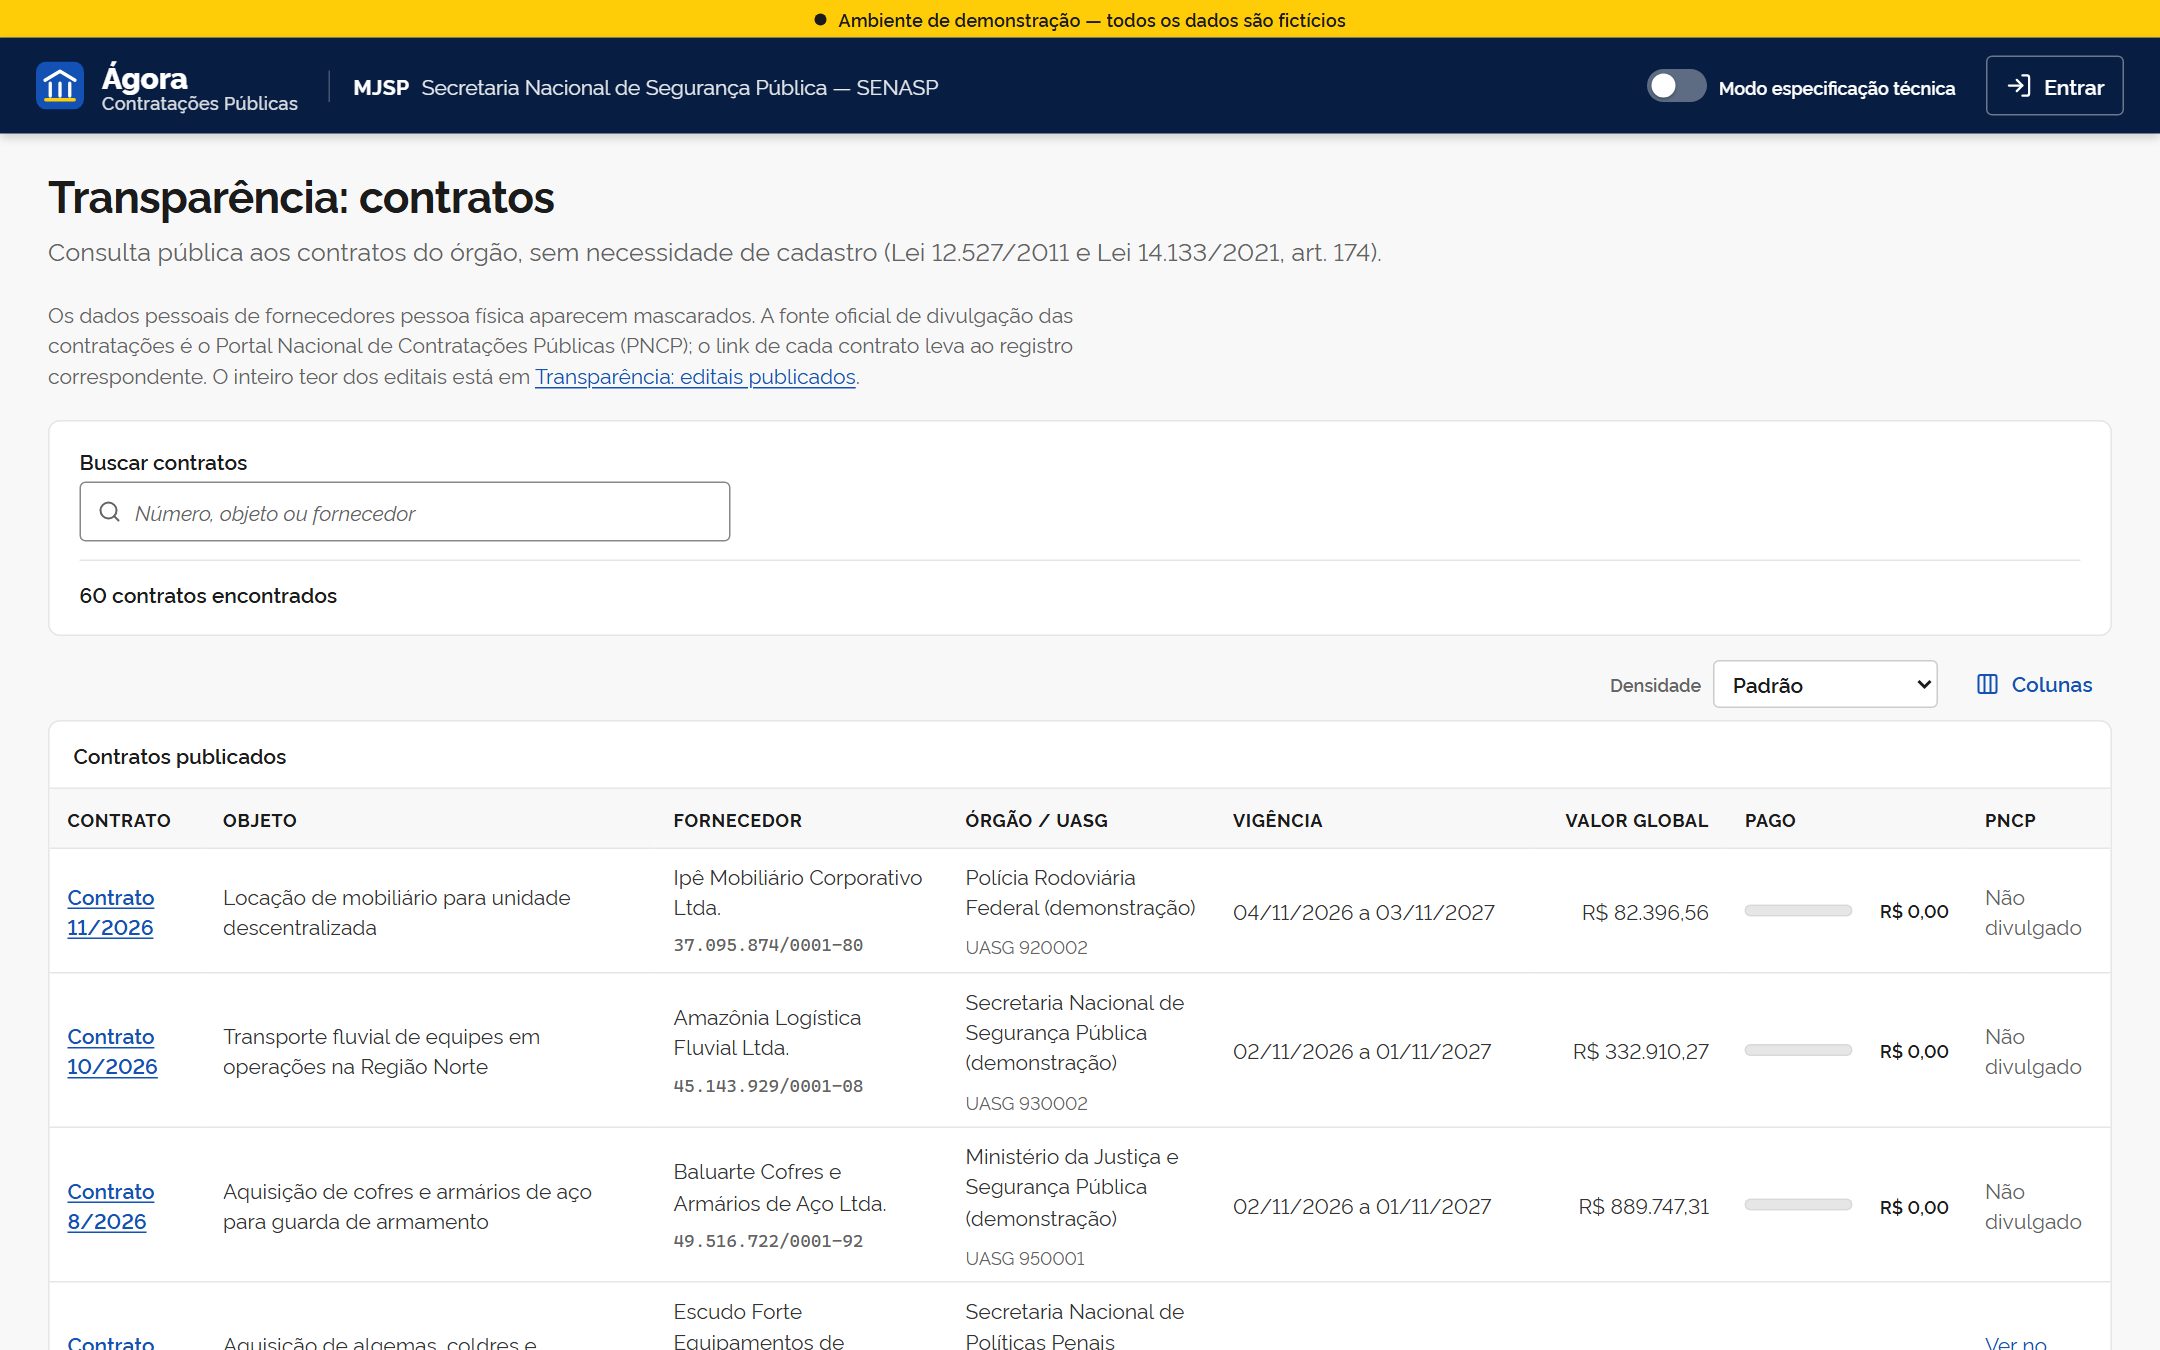 Ambiente de demonstração — todos os dados são fictícios
Ágora
Contratações Públicas
MJSP Secretaria Nacional de Segurança Pública — SENASP
Modo especificação técnica
Entrar
Transparência: contratos
Consulta pública aos contratos do órgão, sem necessidade de cadastro (Lei 12.527/2011 e Lei 14.133/2021, art. 174).
Os dados pessoais de fornecedores pessoa física aparecem mascarados. A fonte oficial de divulgação das
contratações é o Portal Nacional de Contratações Públicas (PNCP); o link de cada contrato leva ao registro
correspondente. O inteiro teor dos editais está em Transparência: editais publicados.
Buscar contratos
Número, objeto ou fornecedor
60 contratos encontrados
Densidade
Padrão
Colunas
Contratos publicados
CONTRATO OBJETO FORNECEDOR ÓRGÃO / UASG VIGÊNCIA VALOR GLOBAL PAGO PNCP
Contrato
11/2026
Locação de mobiliário para unidade
descentralizada
Ipê Mobiliário Corporativo
Ltda.
37.095.874/0001-80
Polícia Rodoviária
Federal (demonstração)
UASG 920002
04/11/2026 a 03/11/2027
R$ 82.396,56
R$ 0,00
Não
divulgado
Contrato
10/2026
Transporte fluvial de equipes em
operações na Região Norte
Amazônia Logística
Fluvial Ltda.
45.143.929/0001-08
Secretaria Nacional de
Segurança Pública
(demonstração)
UASG 930002
02/11/2026 a 01/11/2027
R$ 332.910,27
R$ 0,00
Não
divulgado
Contrato
8/2026
Aquisição de cofres e armários de aço
para guarda de armamento
Baluarte Cofres e
Armários de Aço Ltda.
49.516.722/0001-92
Ministério da Justiça e
Segurança Pública
(demonstração)
UASG 950001
02/11/2026 a 01/11/2027
R$ 889.747,31
R$ 0,00
Não
divulgado
Contrato
Aquisição de algemas, coldres e
Escudo Forte
Equipamentos de
Secretaria Nacional de
Políticas Penais
Ver no